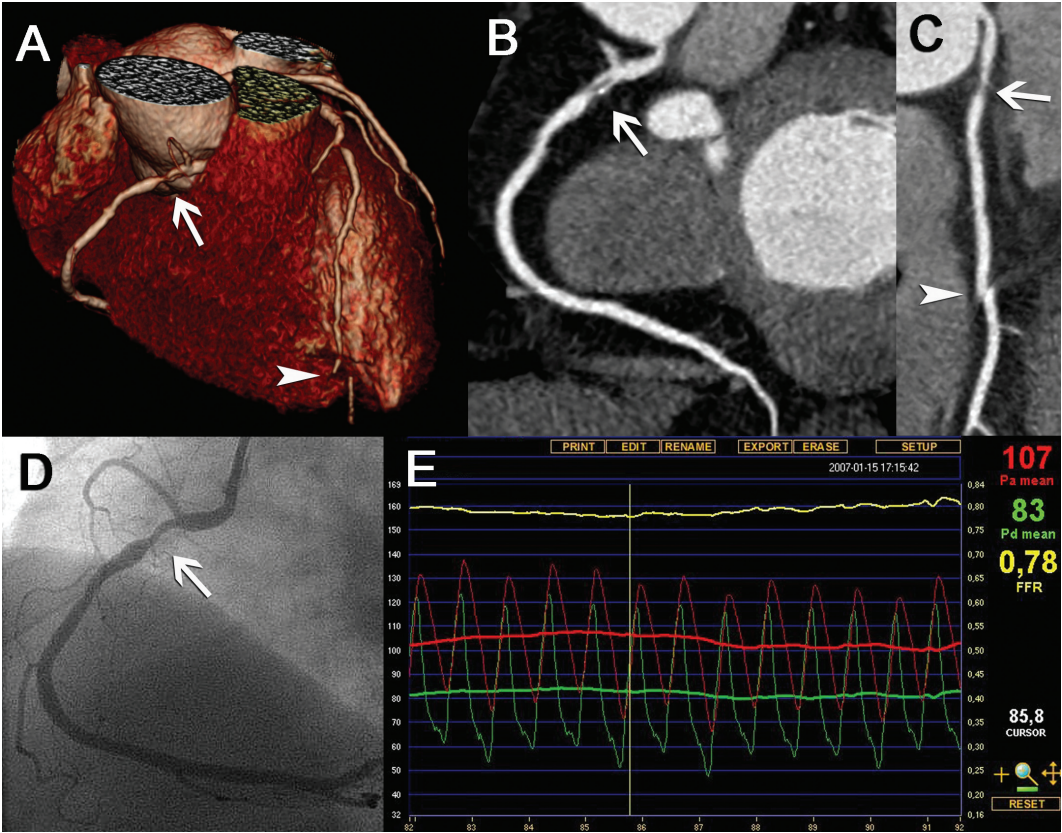 A
B
C
D
E
PRINT EDIT RENAME EXPORT ERASE SETUP
2007-01-15 17:15:42
107
Pa mean
83
Pd mean
0,78
FFR
85,8
CURSOR
RESET
169
160
150
140
130
120
110
100
90
80
70
60
50
40
32
0,84
0,80
0,75
0,70
0,65
0,60
0,55
0,50
0,45
0,40
0,35
0,30
0,25
0,20
0,16
82 83 84 85 86 87 88 89 90 91 92